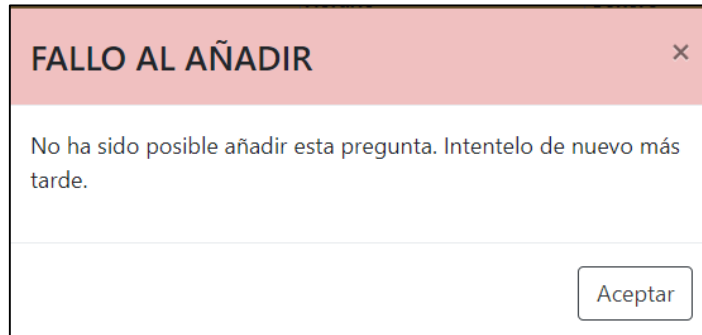 FALLO AL AÑADIR
×
No ha sido posible añadir esta pregunta. Intentelo de nuevo más
tarde.
Aceptar